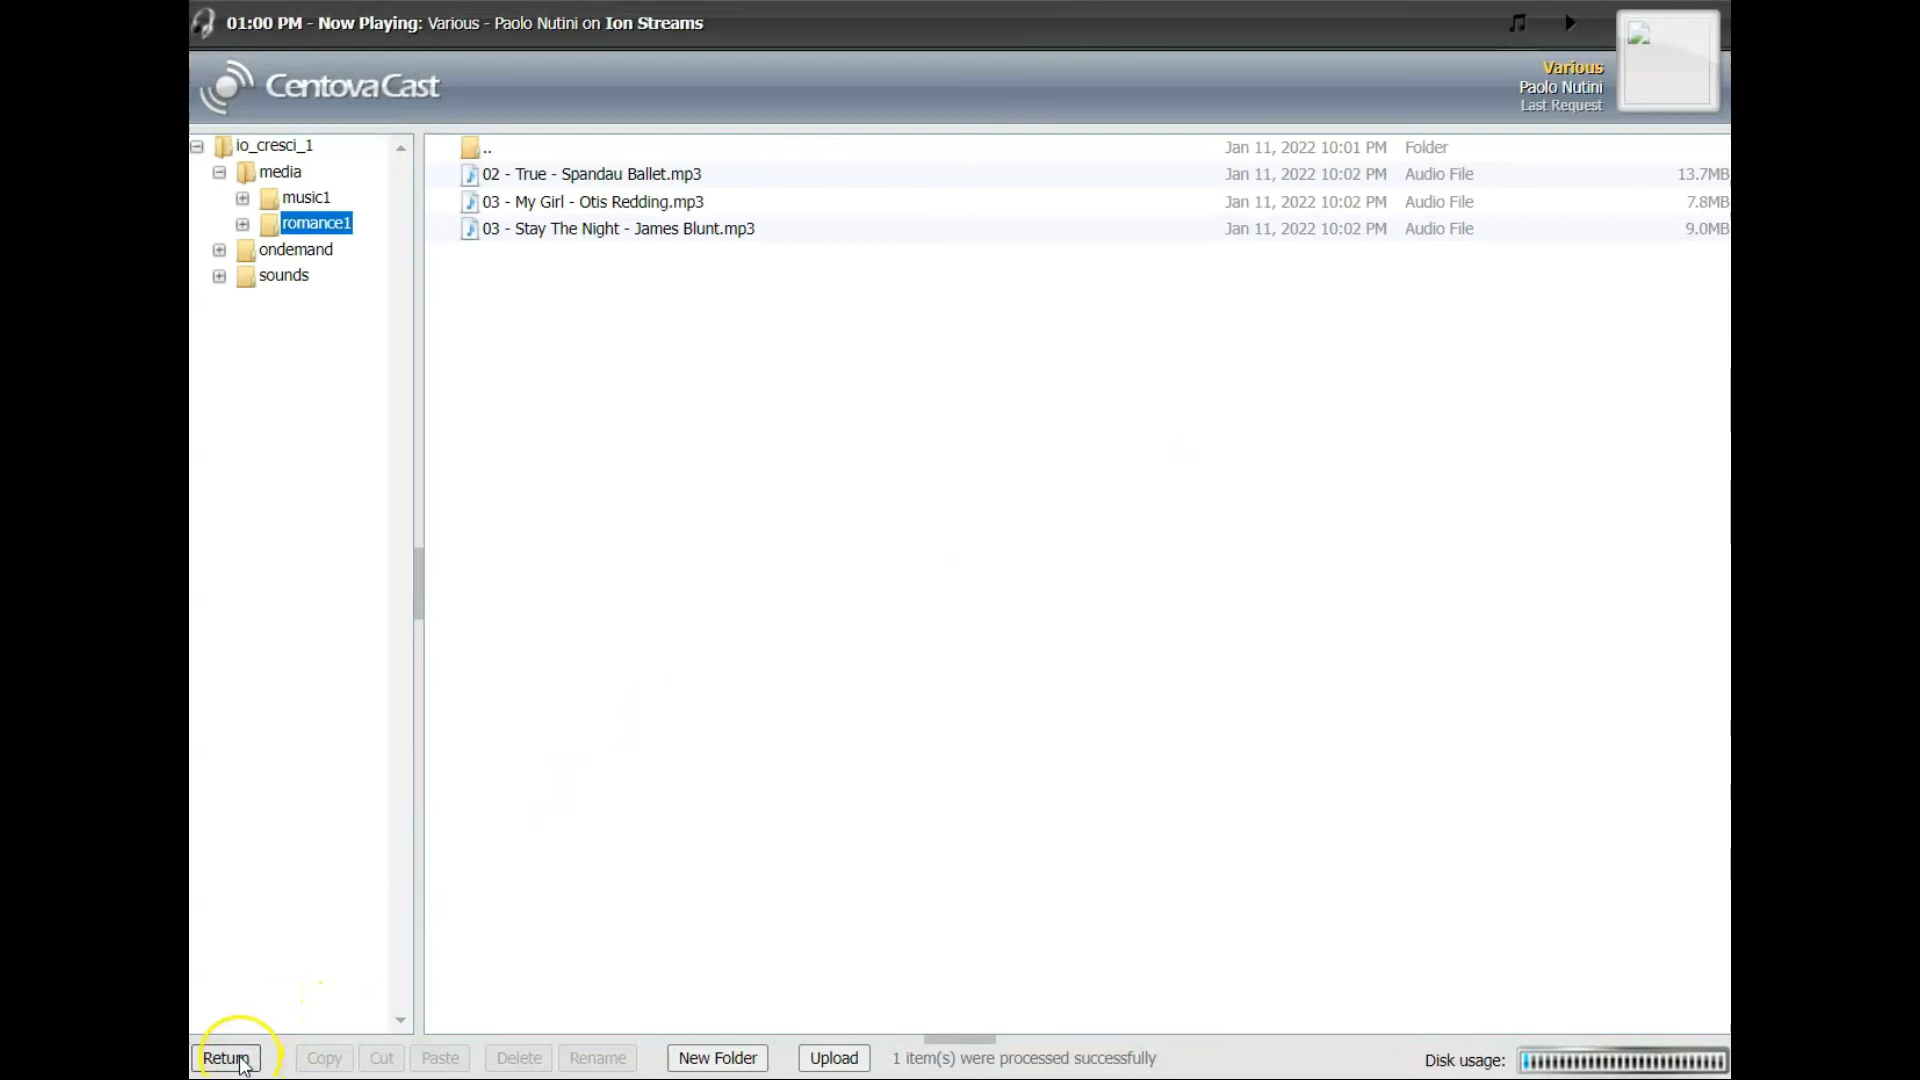 01:00 PM - Now Playing: Various - Paolo Nutini on Ion Streams
CentovaCast
Various
Paolo Nutini
Last Request
io_cresci_1
media
music1
romance1
ondemand
sounds
.. Jan 11, 2022 10:01 PM Folder
02 - True - Spandau Ballet.mp3 Jan 11, 2022 10:02 PM Audio File 13.7MB
03 - My Girl - Otis Redding.mp3 Jan 11, 2022 10:02 PM Audio File 7.8MB
03 - Stay The Night - James Blunt.mp3 Jan 11, 2022 10:02 PM Audio File 9.0MB
Return Copy Cut Paste Delete Rename New Folder Upload 1 item(s) were processed successfully Disk usage: